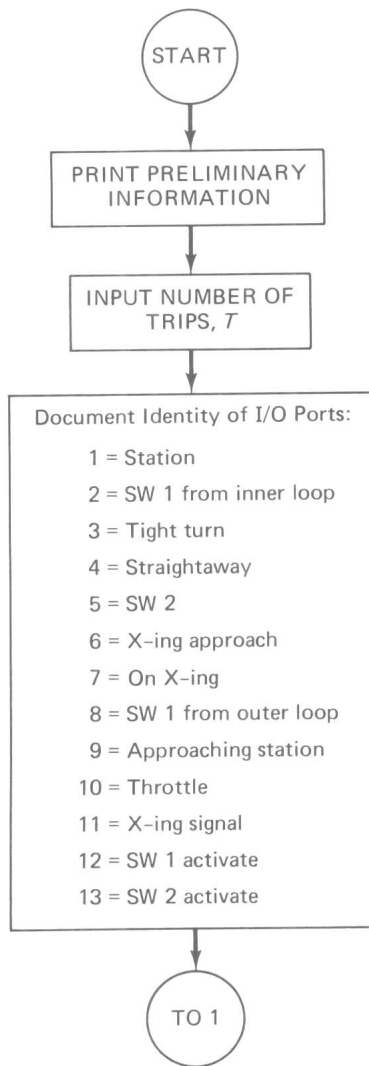 START
PRINT PRELIMINARY
INFORMATION
INPUT NUMBER OF
TRIPS, T
Document Identity of I/O Ports:
1 = Station
2 = SW 1 from inner loop
3 = Tight turn
4 = Straightaway
5 = SW 2
6 = X-ing approach
7 = On X-ing
8 = SW 1 from outer loop
9 = Approaching station
10 = Throttle
11 = X-ing signal
12 = SW 1 activate
13 = SW 2 activate
TO 1